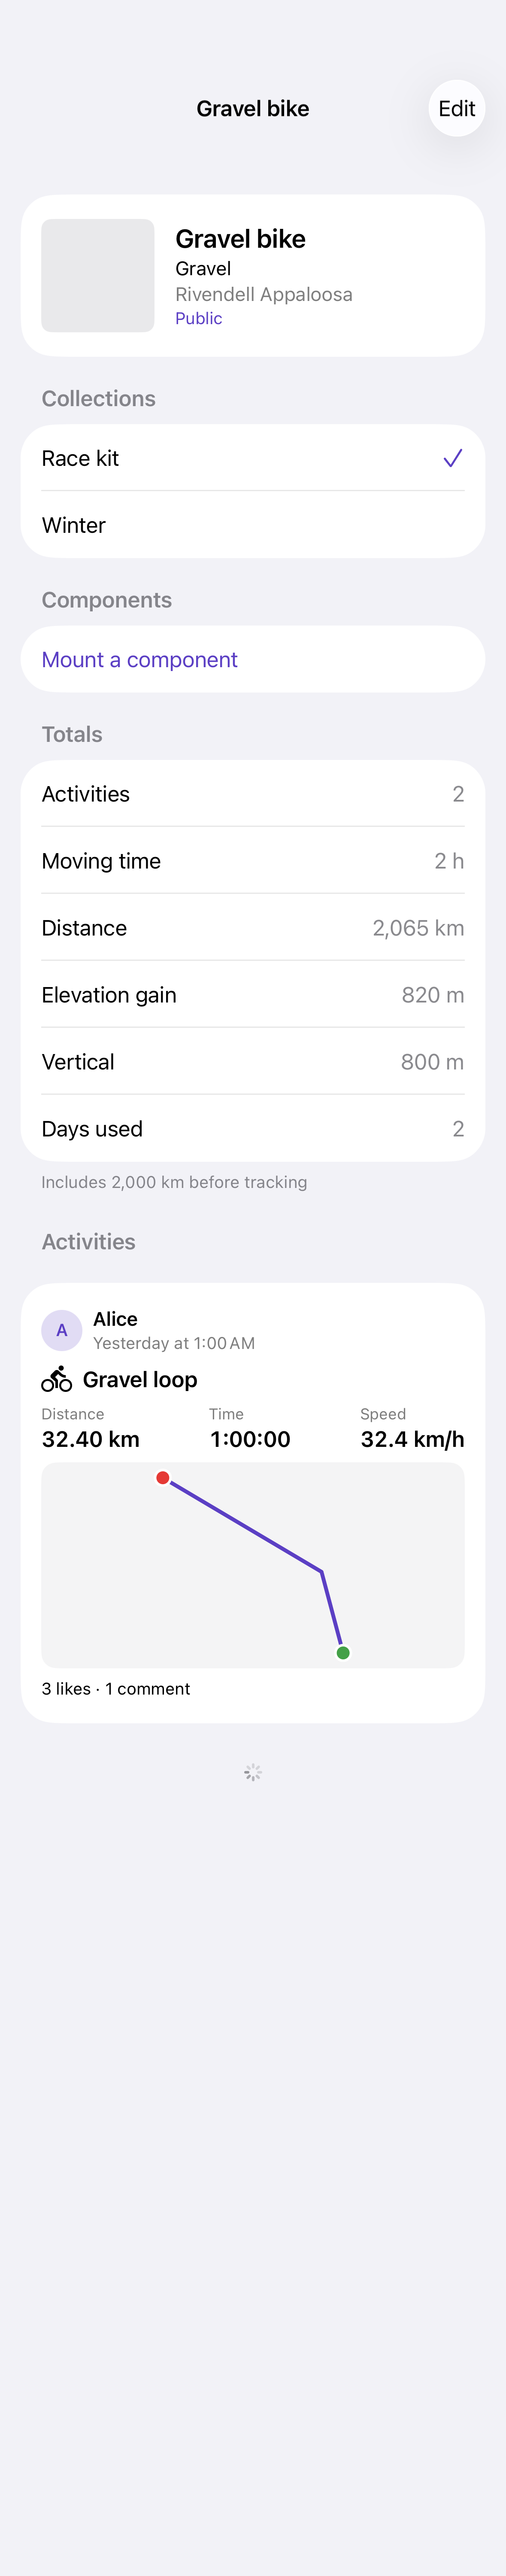 Gravel bike
Edit
Gravel bike
Gravel
Rivendell Appaloosa
Public
Collections
Race kit
Winter
Components
Mount a component
Totals
Activities 2
Moving time 2 h
Distance 2,065 km
Elevation gain 820 m
Vertical 800 m
Days used 2
Includes 2,000 km before tracking
Activities
A
Alice
Yesterday at 1:00 AM
Gravel loop
Distance Time Speed
32.40 km 1:00:00 32.4 km/h
3 likes · 1 comment